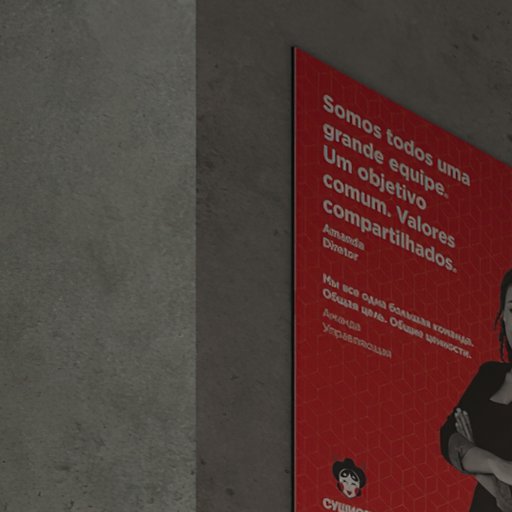 Somos todos uma
grande equipe.
Um objetivo
comum. Valores
compartilhados.
Amanda
Diretor
Мы все одна большая команда.
Общая цель. Общие ценности.
Аманда
Управляющая